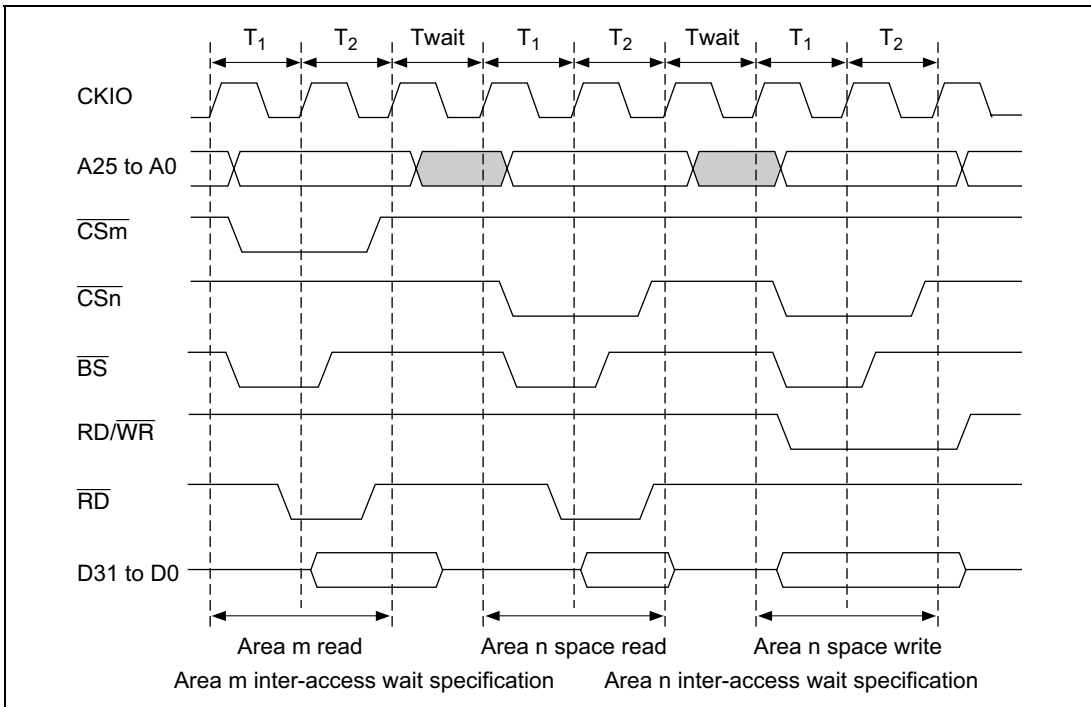 T1 T2 Twait T1 T2 Twait T1 T2
CKIO
A25 to A0
CSm
CSn
BS
RD/WR
RD
D31 to D0
Area m read Area n space read Area n space write
Area m inter-access wait specification Area n inter-access wait specification